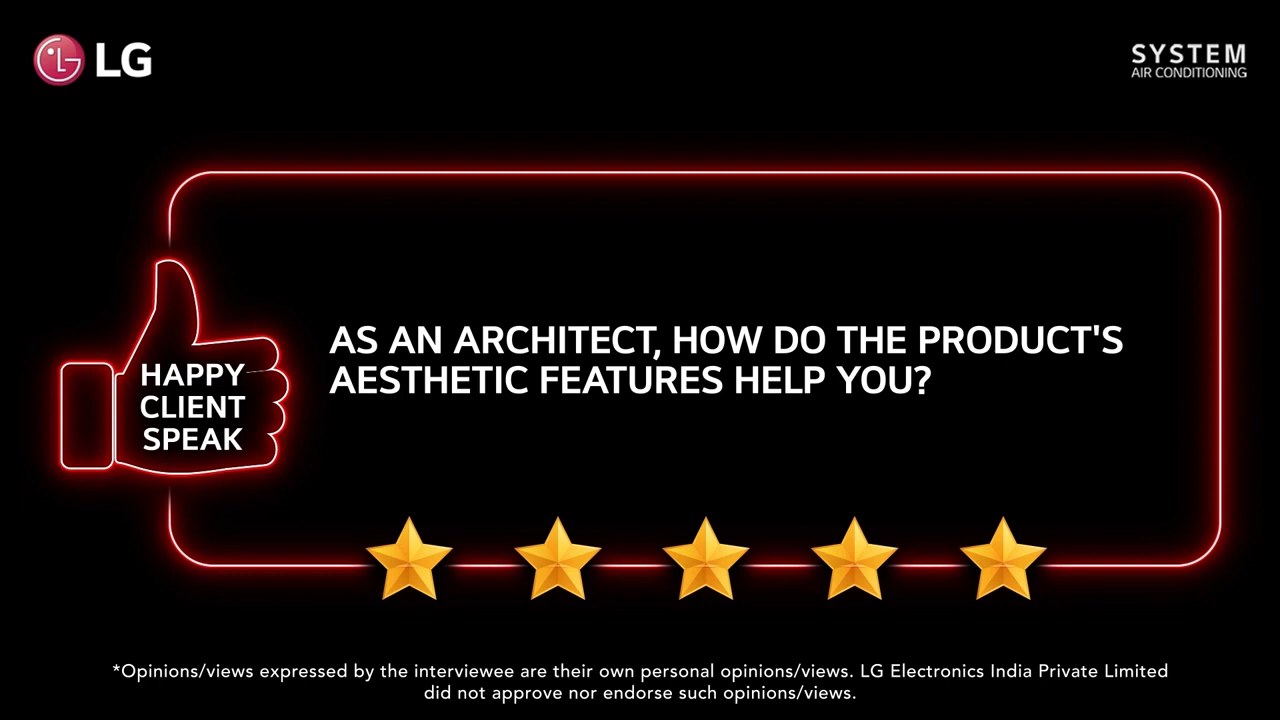 LG
SYSTEM
AIR CONDITIONING
AS AN ARCHITECT, HOW DO THE PRODUCT'S
AESTHETIC FEATURES HELP YOU?
HAPPY
CLIENT
SPEAK
*Opinions/views expressed by the interviewee are their own personal opinions/views. LG Electronics India Private Limited
did not approve nor endorse such opinions/views.